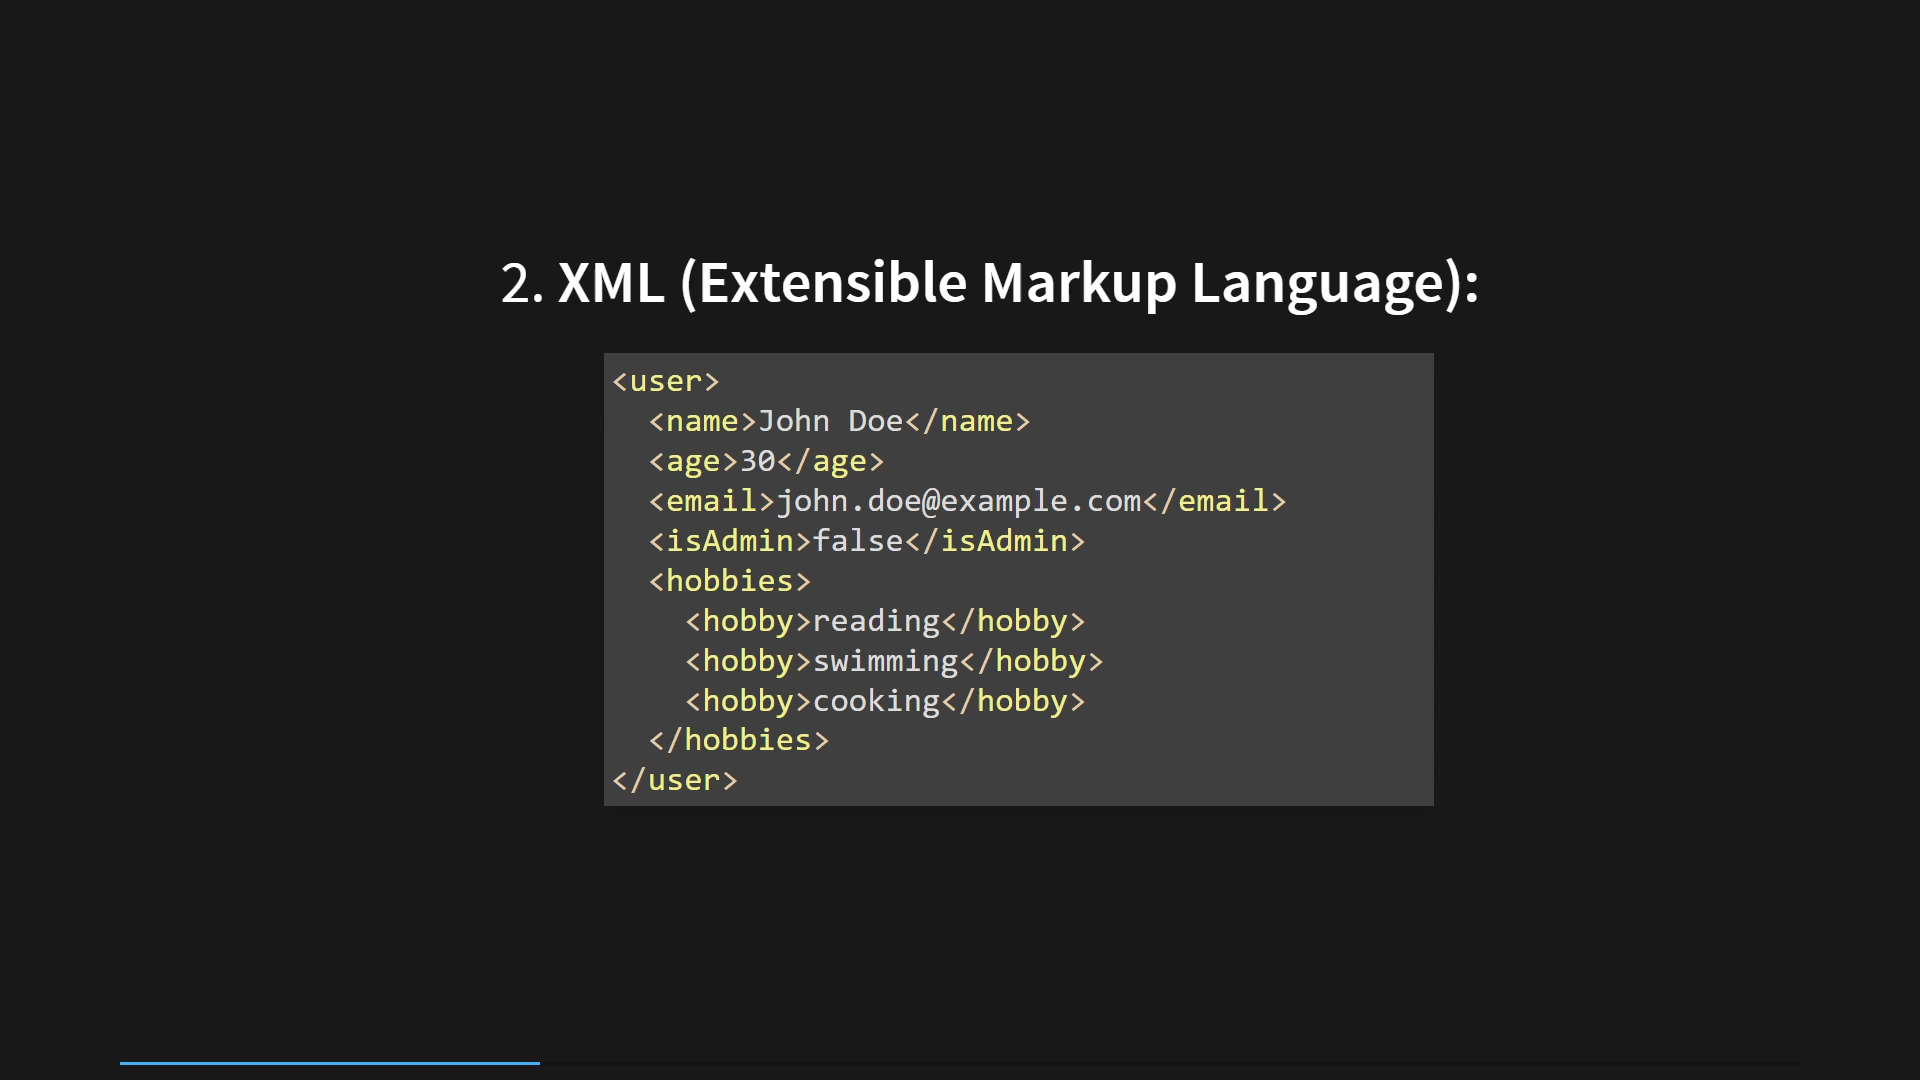 2. XML (Extensible Markup Language):
<user>
  <name>John Doe</name>
  <age>30</age>
  <email>john.doe@example.com</email>
  <isAdmin>false</isAdmin>
  <hobbies>
    <hobby>reading</hobby>
    <hobby>swimming</hobby>
    <hobby>cooking</hobby>
  </hobbies>
</user>